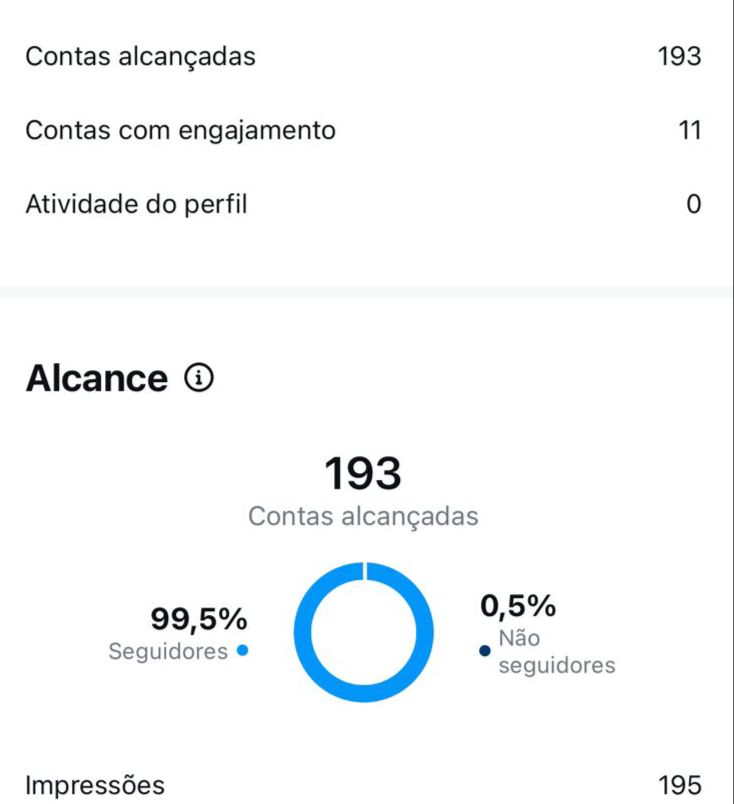 Contas alcançadas 193
Contas com engajamento 11
Atividade do perfil 0
Alcance
193
Contas alcançadas
99,5%
Seguidores
0,5%
Não
seguidores
Impressões 195